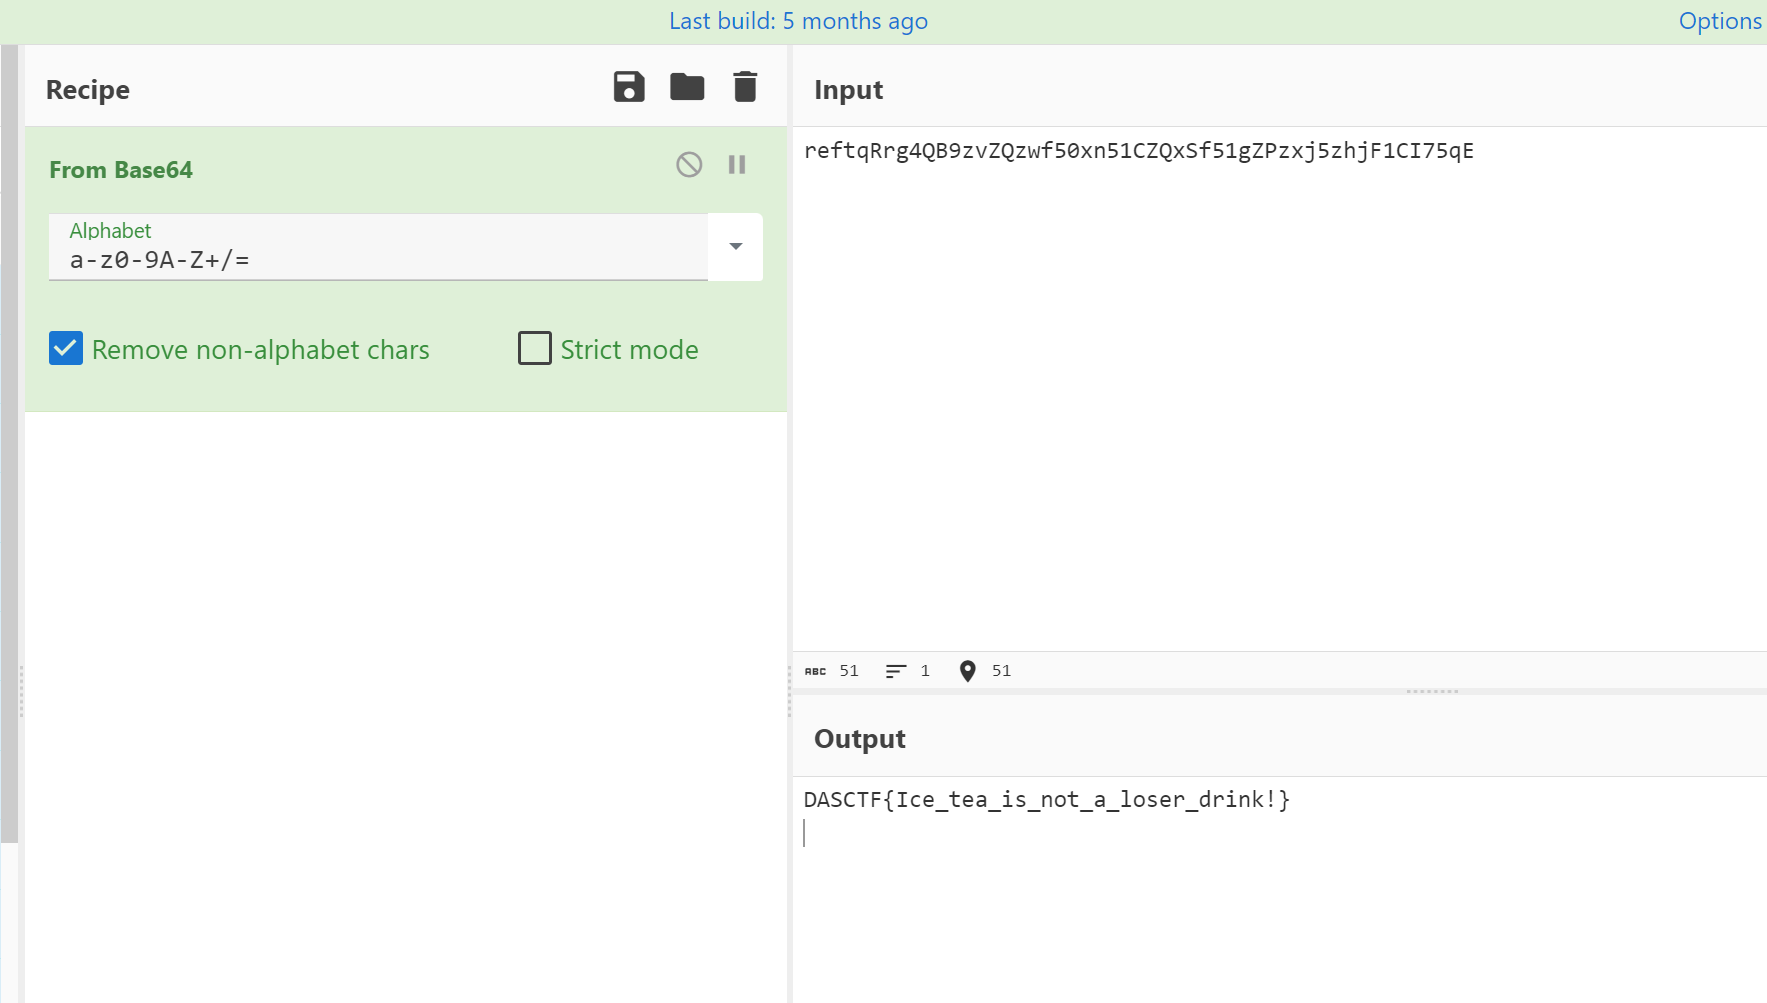 Last build: 5 months ago
Options
Recipe
From Base64
Alphabet
a-z0-9A-Z+/=
Remove non-alphabet chars
Strict mode
Input
reftqRrg4QB9zvZQzwf50xn51CZQxSf51gZPzxj5zhjF1CI75qE
ABC 51 1 51
Output
DASCTF{Ice_tea_is_not_a_loser_drink!}